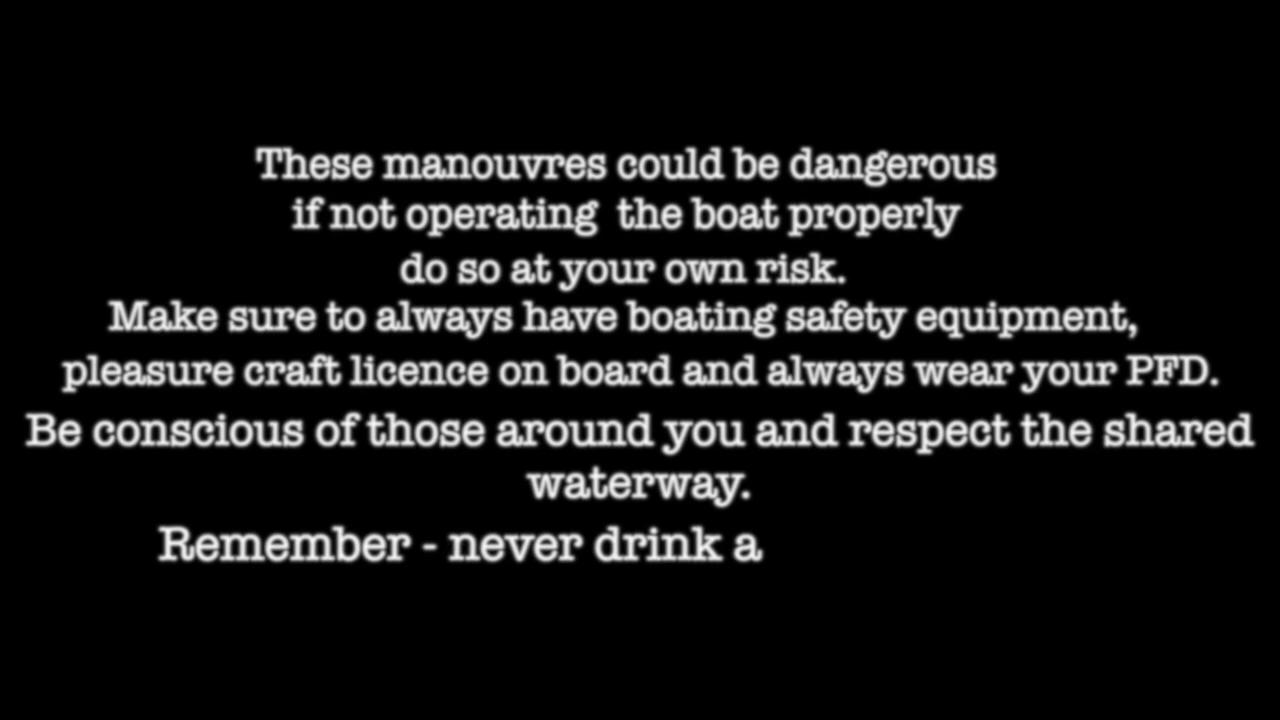 These manouvres could be dangerous
if not operating  the boat properly
do so at your own risk.
Make sure to always have boating safety equipment,
pleasure craft licence on board and always wear your PFD.
Be conscious of those around you and respect the shared
waterway.
Remember - never drink a